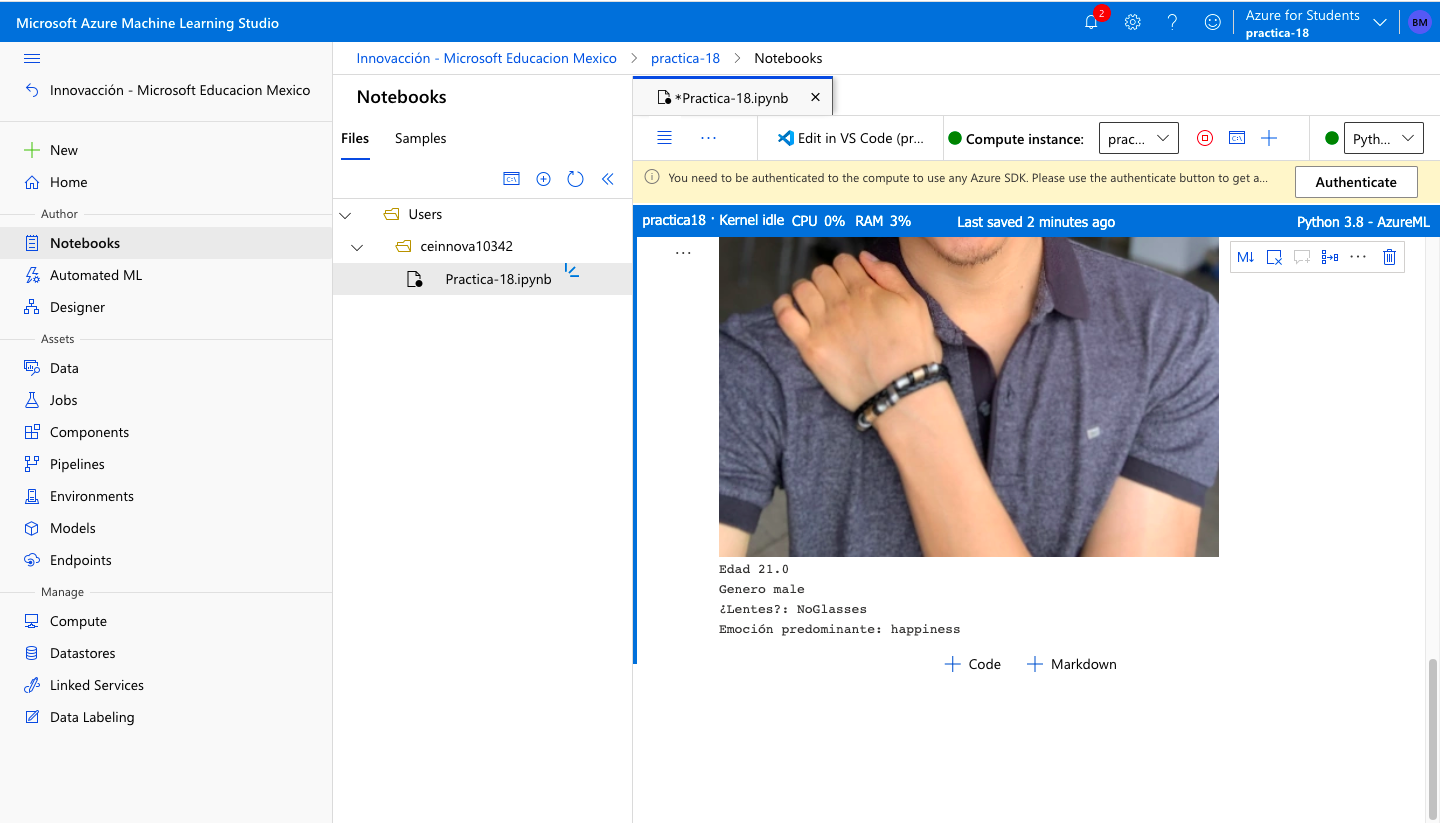 Microsoft Azure Machine Learning Studio
2
Azure for Students
practica-18
BM
Innovacción - Microsoft Educacion Mexico
New
Home
Author
Notebooks
Automated ML
Designer
Assets
Data
Jobs
Components
Pipelines
Environments
Models
Endpoints
Manage
Compute
Datastores
Linked Services
Data Labeling
Innovacción - Microsoft Educacion Mexico > practica-18 > Notebooks
Notebooks
Files Samples
Users
ceinnova10342
Practica-18.ipynb
*Practica-18.ipynb
Edit in VS Code (pr... Compute instance: prac... Pyth...
You need to be authenticated to the compute to use any Azure SDK. Please use the authenticate button to get a... Authenticate
practica18 · Kernel idle CPU 0% RAM 3% Last saved 2 minutes ago Python 3.8 - AzureML
M↓
Edad 21.0
Genero male
¿Lentes?: NoGlasses
Emoción predominante: happiness
+ Code + Markdown